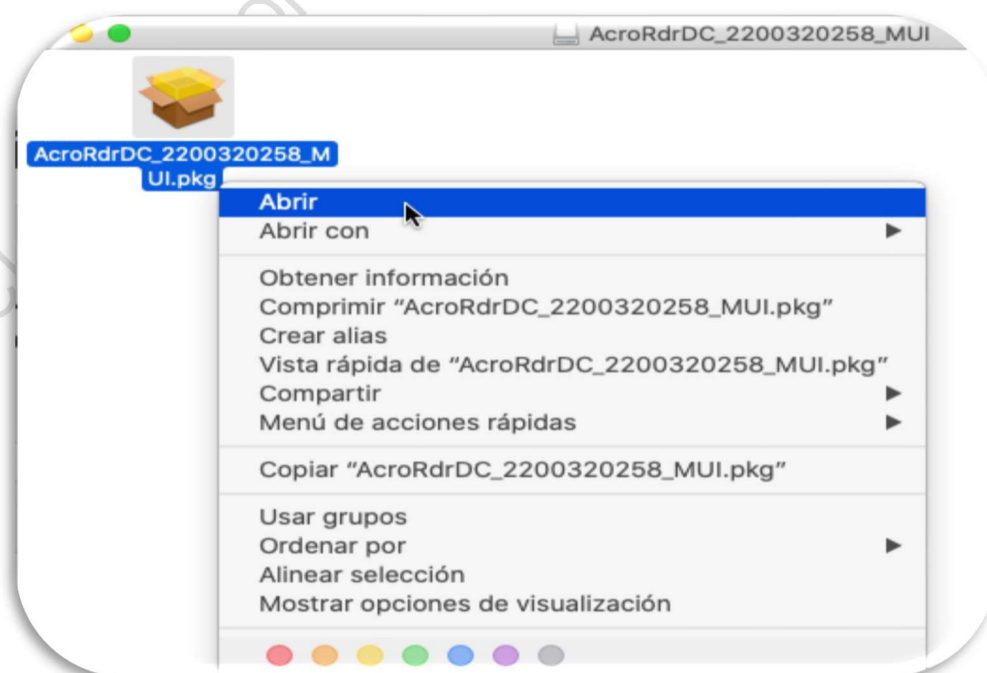 AcroRdrDC_2200320258_MUI
AcroRdrDC_2200320258_M
UI.pkg
Abrir
Abrir con
Obtener información
Comprimir “AcroRdrDC_2200320258_MUI.pkg”
Crear alias
Vista rápida de “AcroRdrDC_2200320258_MUI.pkg”
Compartir
Menú de acciones rápidas
Copiar “AcroRdrDC_2200320258_MUI.pkg”
Usar grupos
Ordenar por
Alinear selección
Mostrar opciones de visualización